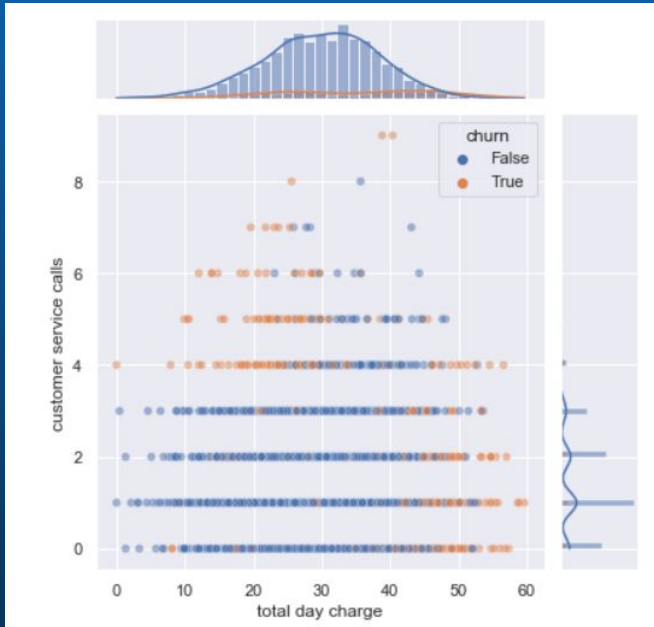 churn
False
True
8
6
4
2
0
customer service calls
0 10 20 30 40 50 60
total day charge